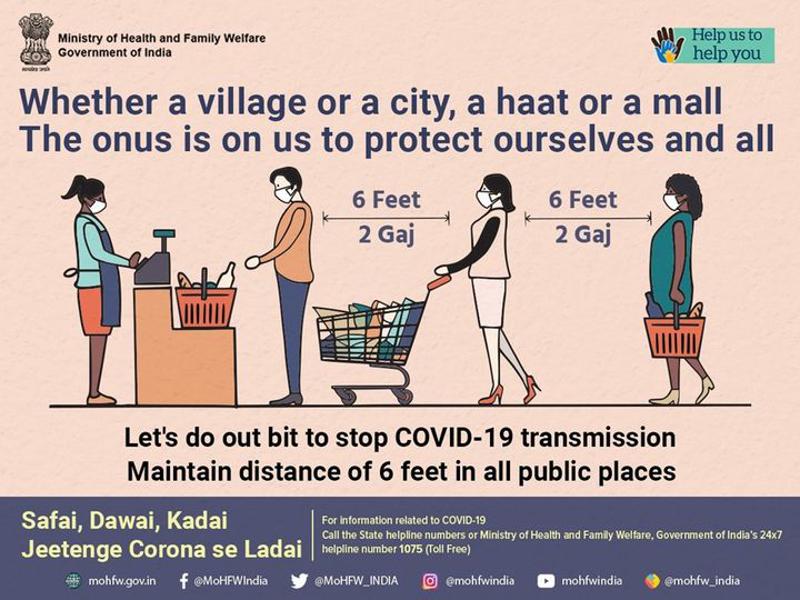 Ministry of Health and Family Welfare
Government of India
Help us to
help you
Whether a village or a city, a haat or a mall
The onus is on us to protect ourselves and all
6 Feet
2 Gaj
6 Feet
2 Gaj
Let's do out bit to stop COVID-19 transmission
Maintain distance of 6 feet in all public places
Safai, Dawai, Kadai
Jeetenge Corona se Ladai
For information related to COVID-19
Call the State helpline numbers or Ministry of Health and Family Welfare, Government of India's 24x7
helpline number 1075 (Toll Free)
mohfw.gov.in @MoHFWIndia @MoHFW_INDIA @mohfwindia mohfwindia @mohfw_india